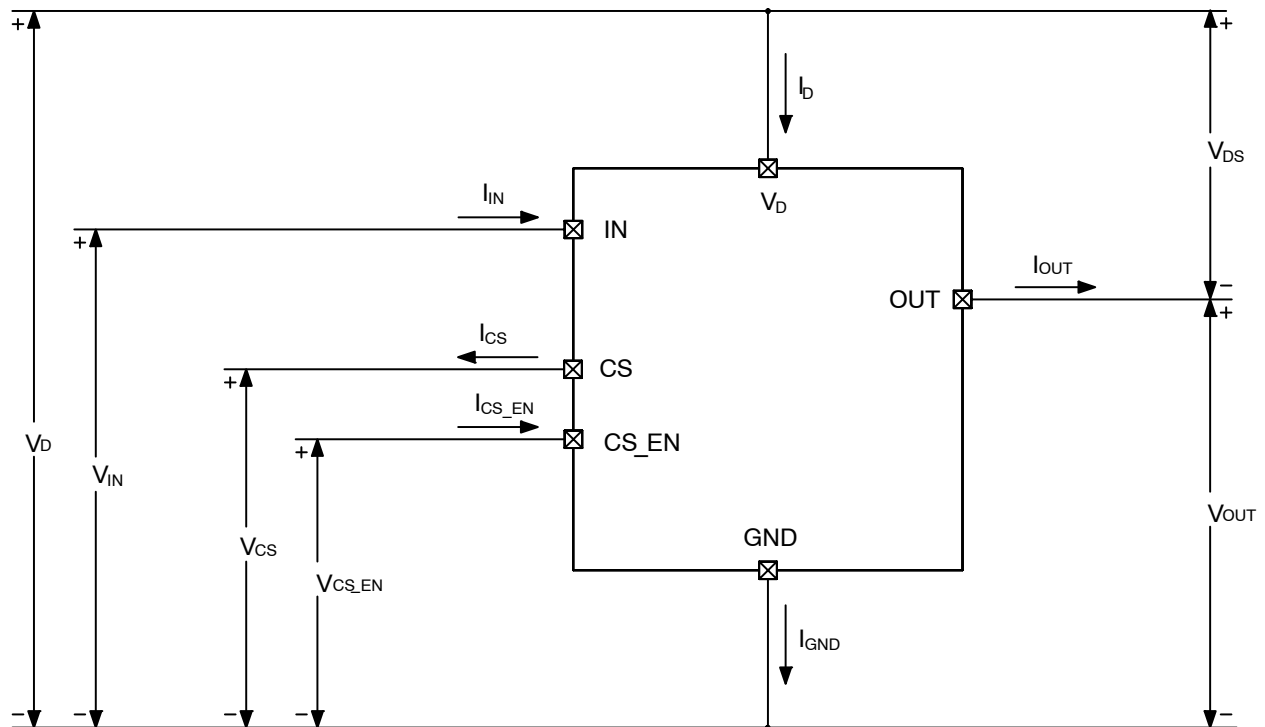 +
+
I_D
V_DS
I_IN
V_D
+
IN
I_OUT
OUT
−
+
I_CS
+
CS
I_CS_EN
V_D
+
CS_EN
V_IN
V_OUT
GND
V_CS
V_CS_EN
I_GND
−
−
−
−
−